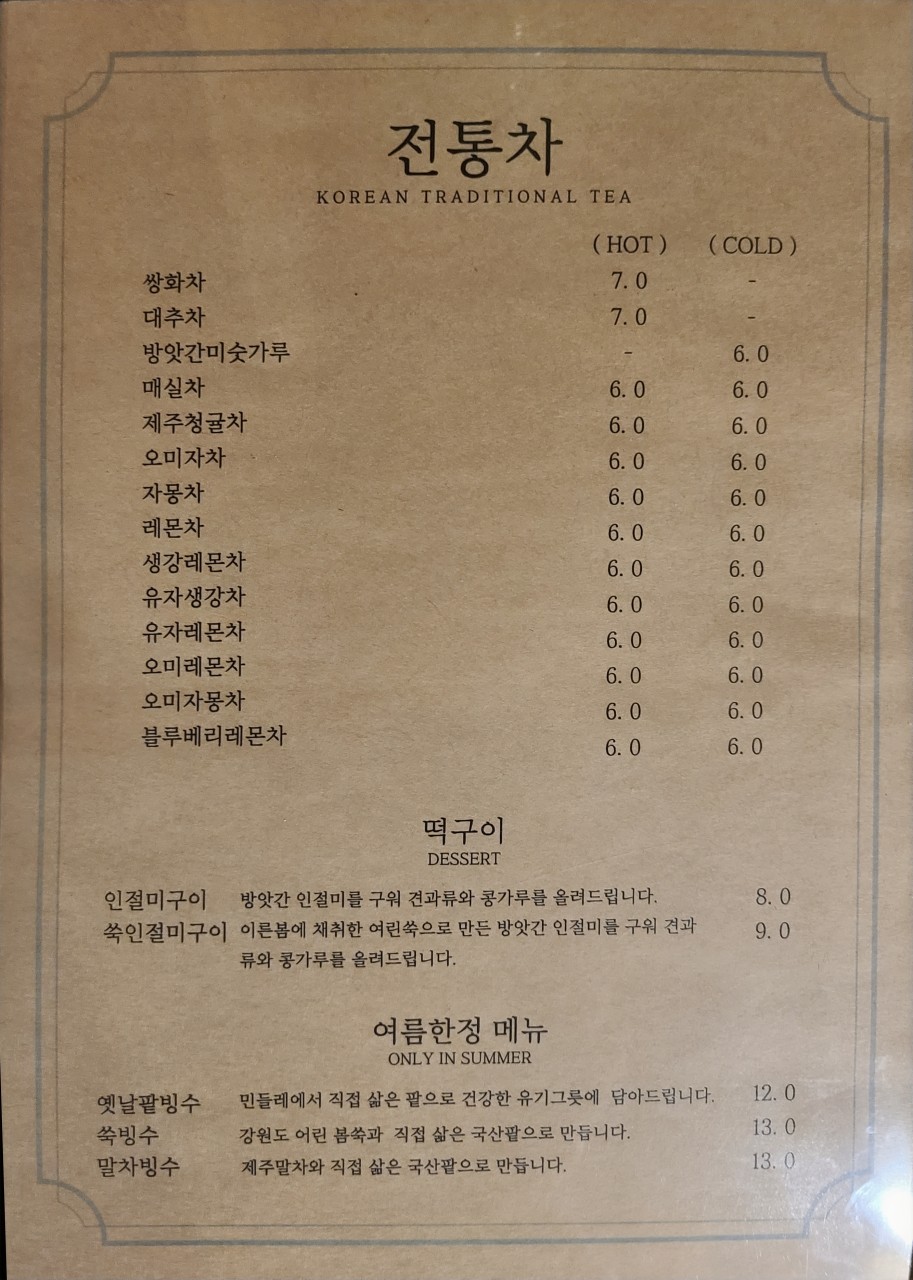 전통차
KOREAN TRADITIONAL TEA
( HOT ) ( COLD )
쌍화차 7. 0 -
대추차 7. 0 -
방앗간미숫가루 - 6. 0
매실차 6. 0 6. 0
제주청귤차 6. 0 6. 0
오미자차 6. 0 6. 0
자몽차 6. 0 6. 0
레몬차 6. 0 6. 0
생강레몬차 6. 0 6. 0
유자생강차 6. 0 6. 0
유자레몬차 6. 0 6. 0
오미레몬차 6. 0 6. 0
오미자몽차 6. 0 6. 0
블루베리레몬차 6. 0 6. 0
떡구이
DESSERT
인절미구이 방앗간 인절미를 구워 견과류와 콩가루를 올려드립니다. 8. 0
쑥인절미구이 이른봄에 채취한 여린쑥으로 만든 방앗간 인절미를 구워 견과 9. 0
류와 콩가루를 올려드립니다.
여름한정 메뉴
ONLY IN SUMMER
옛날팥빙수 민들레에서 직접 삶은 팥으로 건강한 유기그릇에 담아드립니다. 12. 0
쑥빙수 강원도 어린 봄쑥과 직접 삶은 국산팥으로 만듭니다. 13. 0
말차빙수 제주말차와 직접 삶은 국산팥으로 만듭니다. 13. 0